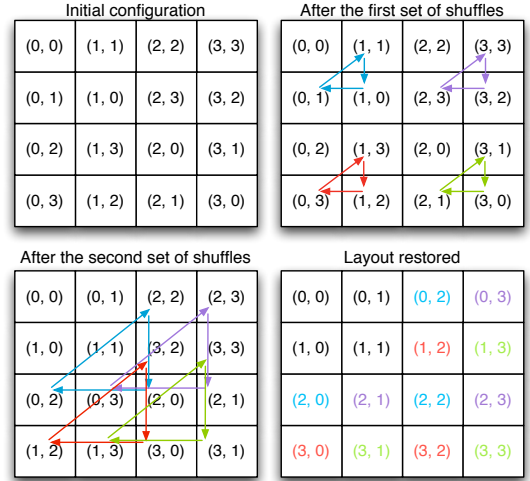 Initial configuration
(0, 0) (1, 1) (2, 2) (3, 3)
(0, 1) (1, 0) (2, 3) (3, 2)
(0, 2) (1, 3) (2, 0) (3, 1)
(0, 3) (1, 2) (2, 1) (3, 0)
After the first set of shuffles
(0, 0) (1, 1) (2, 2) (3, 3)
(0, 1) (1, 0) (2, 3) (3, 2)
(0, 2) (1, 3) (2, 0) (3, 1)
(0, 3) (1, 2) (2, 1) (3, 0)
After the second set of shuffles
(0, 0) (0, 1) (2, 2) (2, 3)
(1, 0) (1, 1) (3, 2) (3, 3)
(0, 2) (0, 3) (2, 0) (2, 1)
(1, 2) (1, 3) (3, 0) (3, 1)
Layout restored
(0, 0) (0, 1) (0, 2) (0, 3)
(1, 0) (1, 1) (1, 2) (1, 3)
(2, 0) (2, 1) (2, 2) (2, 3)
(3, 0) (3, 1) (3, 2) (3, 3)